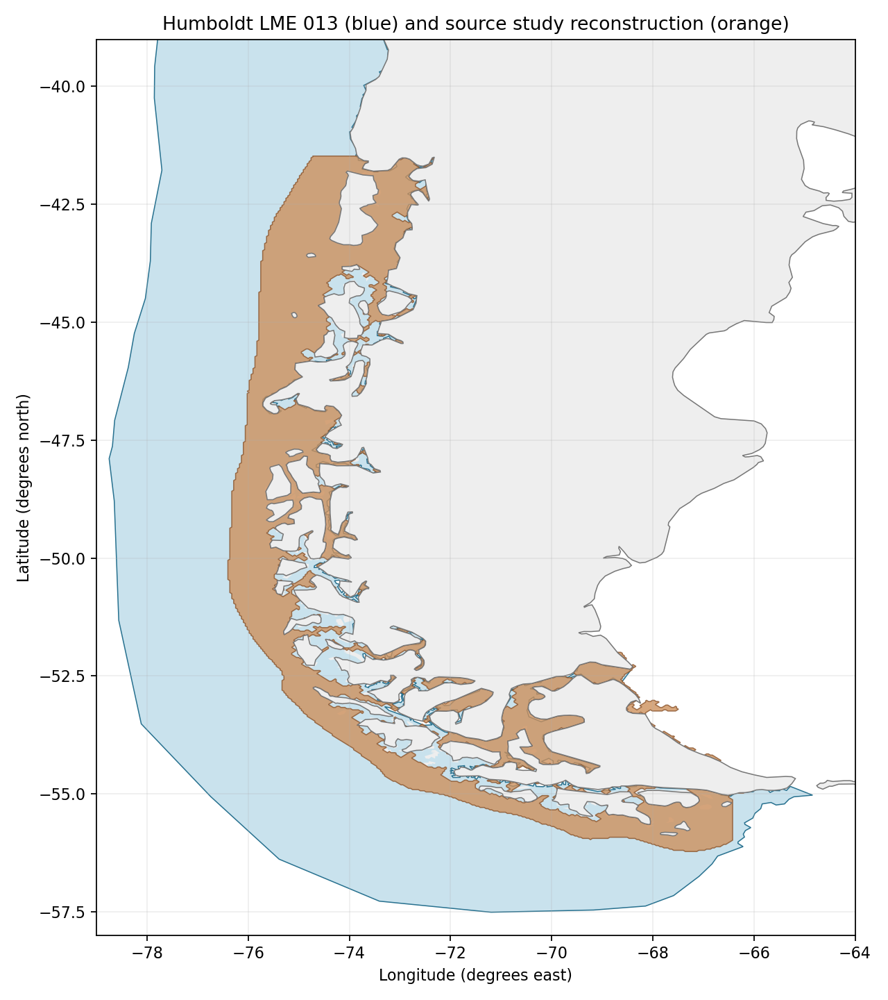 Humboldt LME 013 (blue) and source study reconstruction (orange)
−40.0
−42.5
−45.0
−47.5
−50.0
−52.5
−55.0
−57.5
Latitude (degrees north)
−78 −76 −74 −72 −70 −68 −66 −64
Longitude (degrees east)